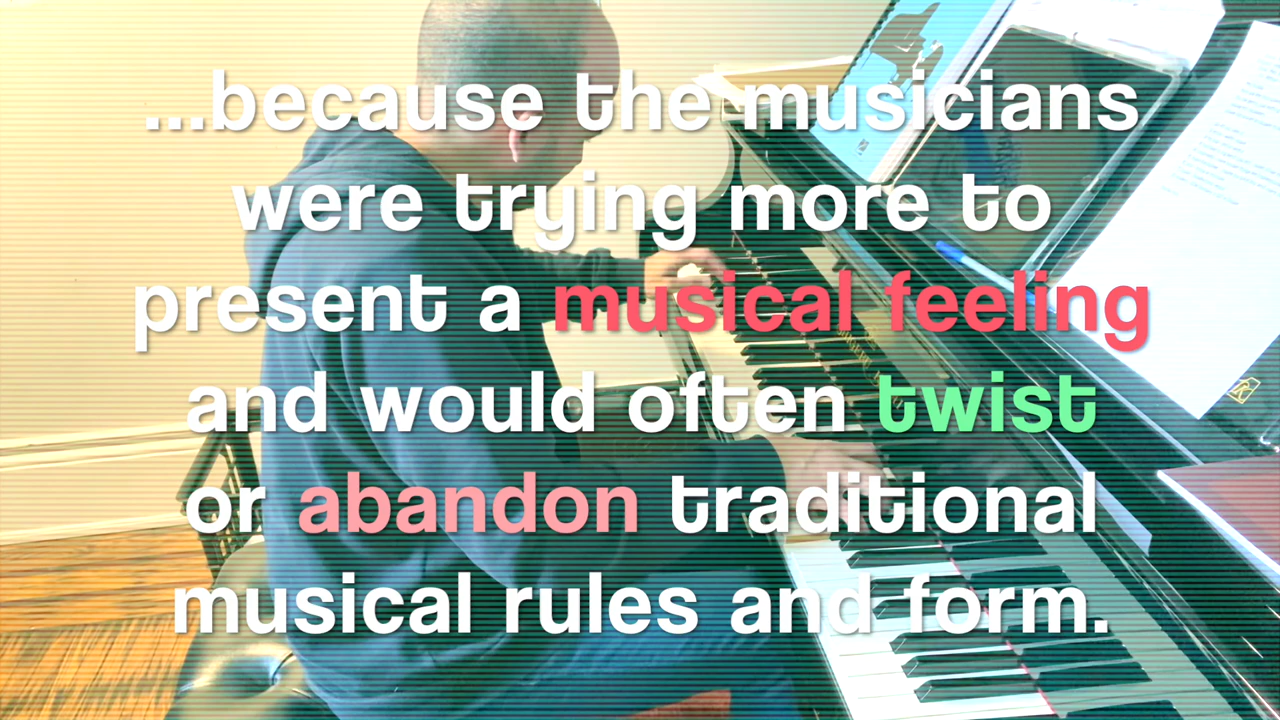 ...because the musicians
were trying more to
present a musical feeling
and would often twist
or abandon traditional
musical rules and form.